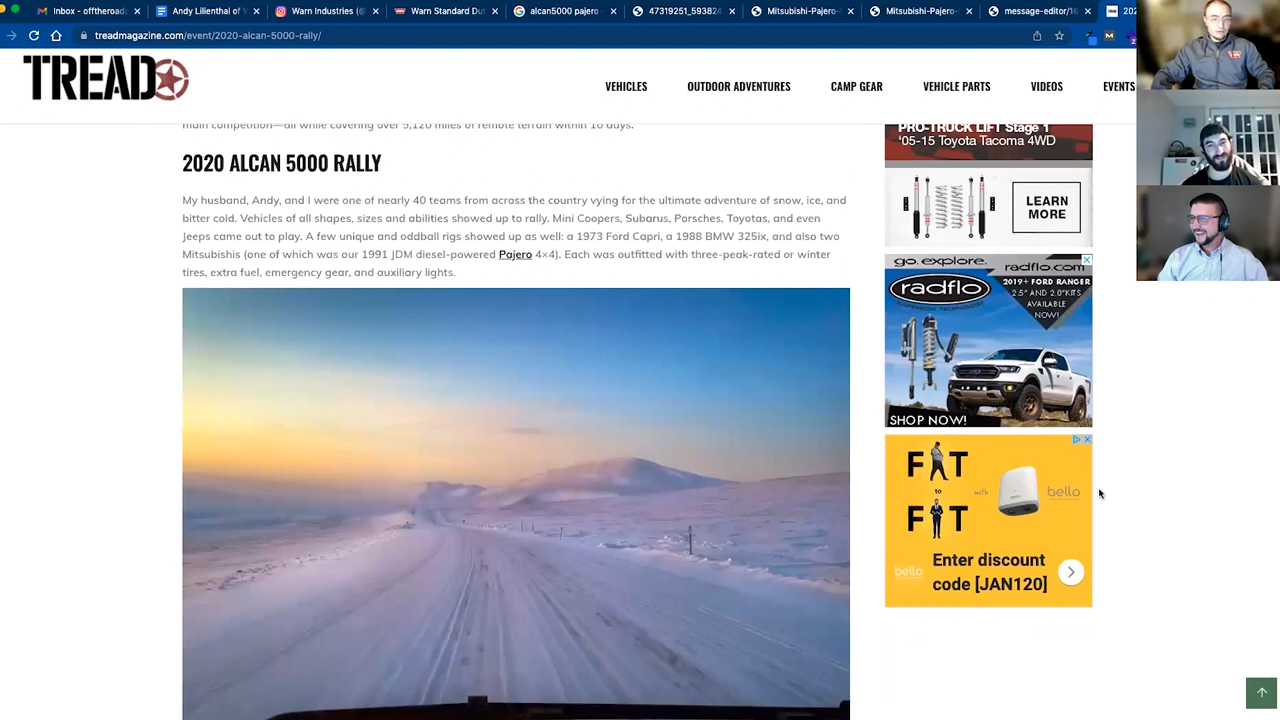 Inbox - offtheroad
Andy Lilienthal of
Warn Industries (@
Warn Standard Dut
alcan5000 pajero
47319251_593824
Mitsubishi-Pajero-
Mitsubishi-Pajero-
message-editor/16
202
treadmagazine.com/event/2020-alcan-5000-rally/
TREAD
VEHICLES
OUTDOOR ADVENTURES
CAMP GEAR
VEHICLE PARTS
VIDEOS
EVENTS
main competition—all while covering over 5,120 miles of remote terrain within 10 days.
2020 ALCAN 5000 RALLY
My husband, Andy, and I were one of nearly 40 teams from across the country vying for the ultimate adventure of snow, ice, and
bitter cold. Vehicles of all shapes, sizes and abilities showed up to rally. Mini Coopers, Subarus, Porsches, Toyotas, and even
Jeeps came out to play. A few unique and oddball rigs showed up as well: a 1973 Ford Capri, a 1988 BMW 325ix, and also two
Mitsubishis (one of which was our 1991 JDM diesel-powered Pajero 4×4). Each was outfitted with three-peak-rated or winter
tires, extra fuel, emergency gear, and auxiliary lights.
PRO-TRUCK LIFT Stage 1
'05-15 Toyota Tacoma 4WD
LEARN
MORE
go. explore. radflo.com
radflo
2019+ FORD RANGER
2.5" AND 2.0" KITS
AVAILABLE
NOW!
SHOP NOW!
FAT
to
FIT
with
bello
bello
Enter discount
code [JAN120]